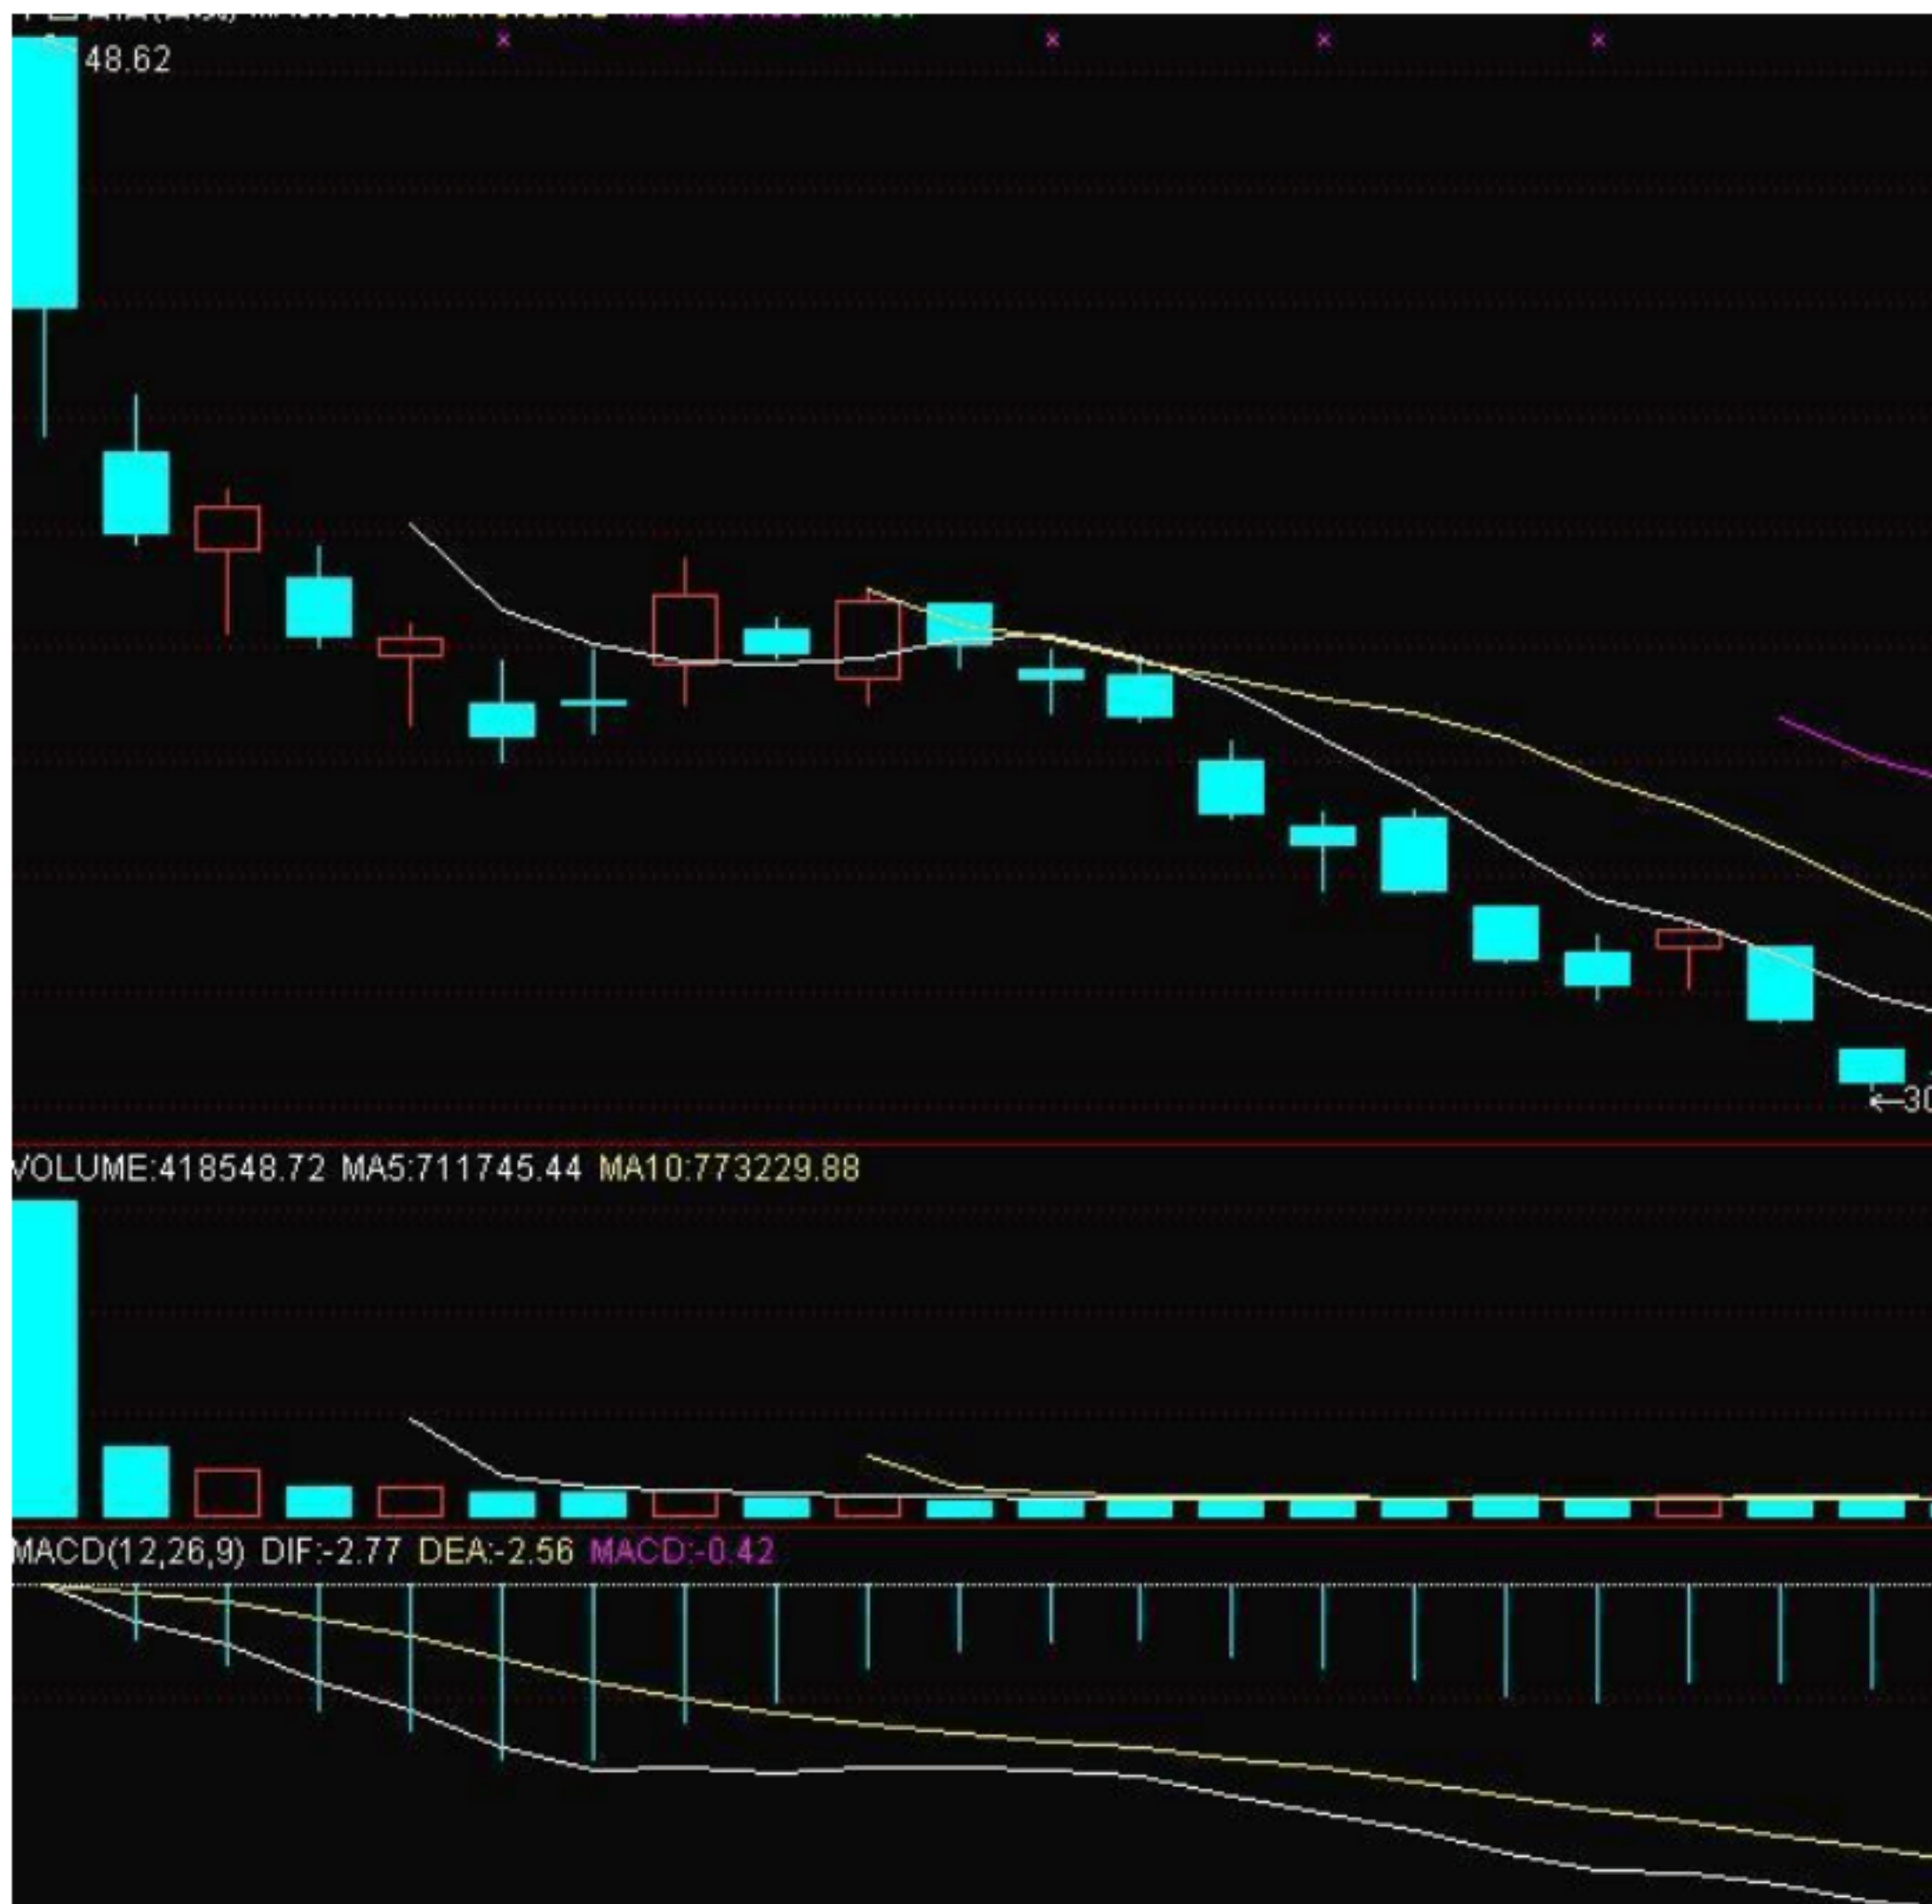 48.62
←30
VOLUME:418548.72 MA5:711745.44 MA10:773229.88
MACD(12,26,9) DIF:-2.77 DEA:-2.56 MACD:-0.42